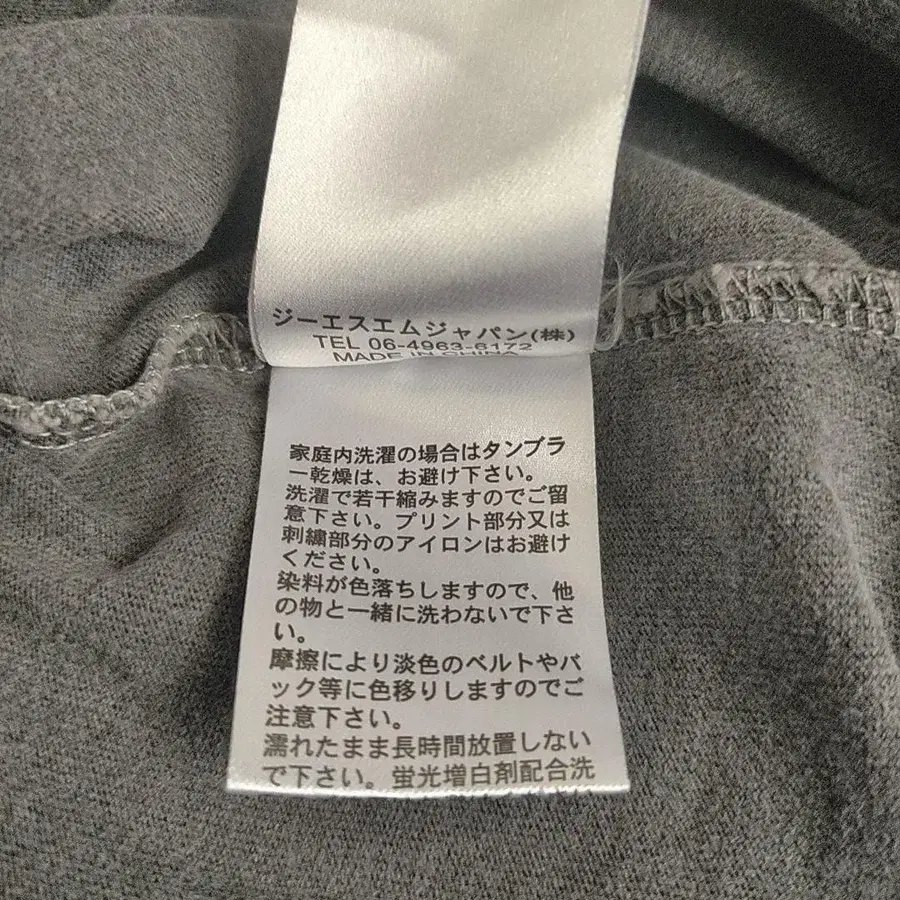 ジーエスエムジャパン(株)
TEL 06-4963-6172
MADE IN CHINA
家庭内洗濯の場合はタンブラ
ー乾燥は、お避け下さい。
洗濯で若干縮みますのでご留
意下さい。プリント部分又は
刺繍部分のアイロンはお避け
ください。
染料が色落ちしますので、他
の物と一緒に洗わないで下さ
い。
摩擦により淡色のベルトやバ
ック等に色移りしますのでご
注意下さい。
濡れたまま長時間放置しない
で下さい。蛍光増白剤配合洗